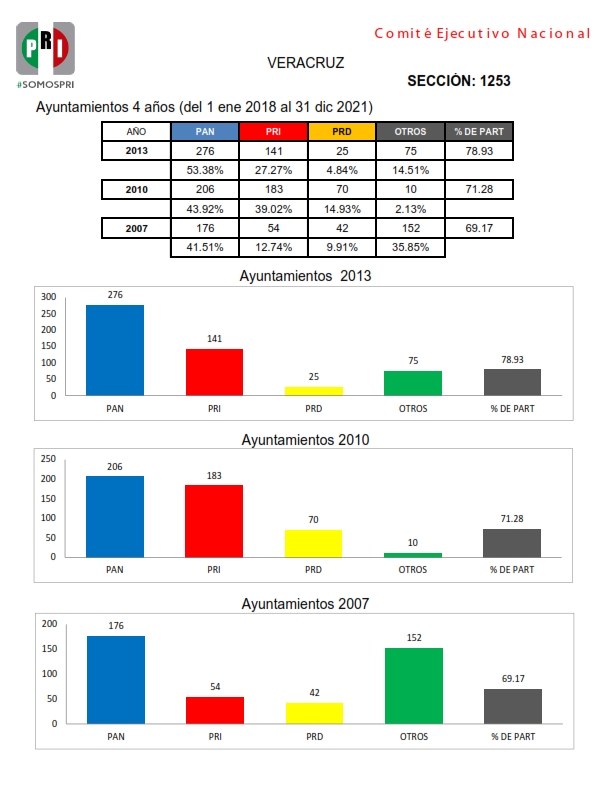 PRI
#SOMOSPRI
Comité Ejecutivo Nacional
VERACRUZ
SECCIÓN: 1253
Ayuntamientos 4 años (del 1 ene 2018 al 31 dic 2021)
AÑO PAN PRI PRD OTROS % DE PART
2013 276 141 25 75 78.93
53.38% 27.27% 4.84% 14.51%
2010 206 183 70 10 71.28
43.92% 39.02% 14.93% 2.13%
2007 176 54 42 152 69.17
41.51% 12.74% 9.91% 35.85%
Ayuntamientos 2013
300
250
200
150
100
50
0
276 141 25 75 78.93
PAN PRI PRD OTROS % DE PART
Ayuntamientos 2010
250
200
150
100
50
0
206 183 70 10 71.28
PAN PRI PRD OTROS % DE PART
Ayuntamientos 2007
200
150
100
50
0
176 54 42 152 69.17
PAN PRI PRD OTROS % DE PART